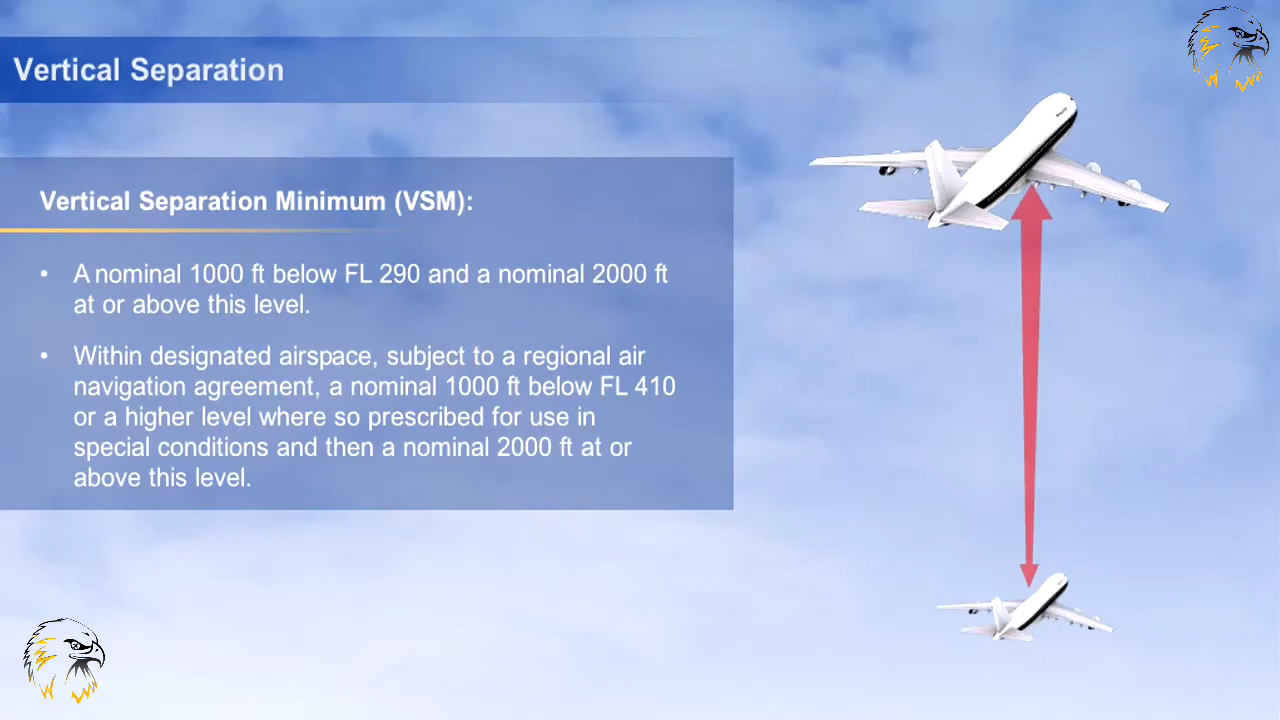 Vertical Separation
Vertical Separation Minimum (VSM):
• A nominal 1000 ft below FL 290 and a nominal 2000 ft
at or above this level.
• Within designated airspace, subject to a regional air
navigation agreement, a nominal 1000 ft below FL 410
or a higher level where so prescribed for use in
special conditions and then a nominal 2000 ft at or
above this level.